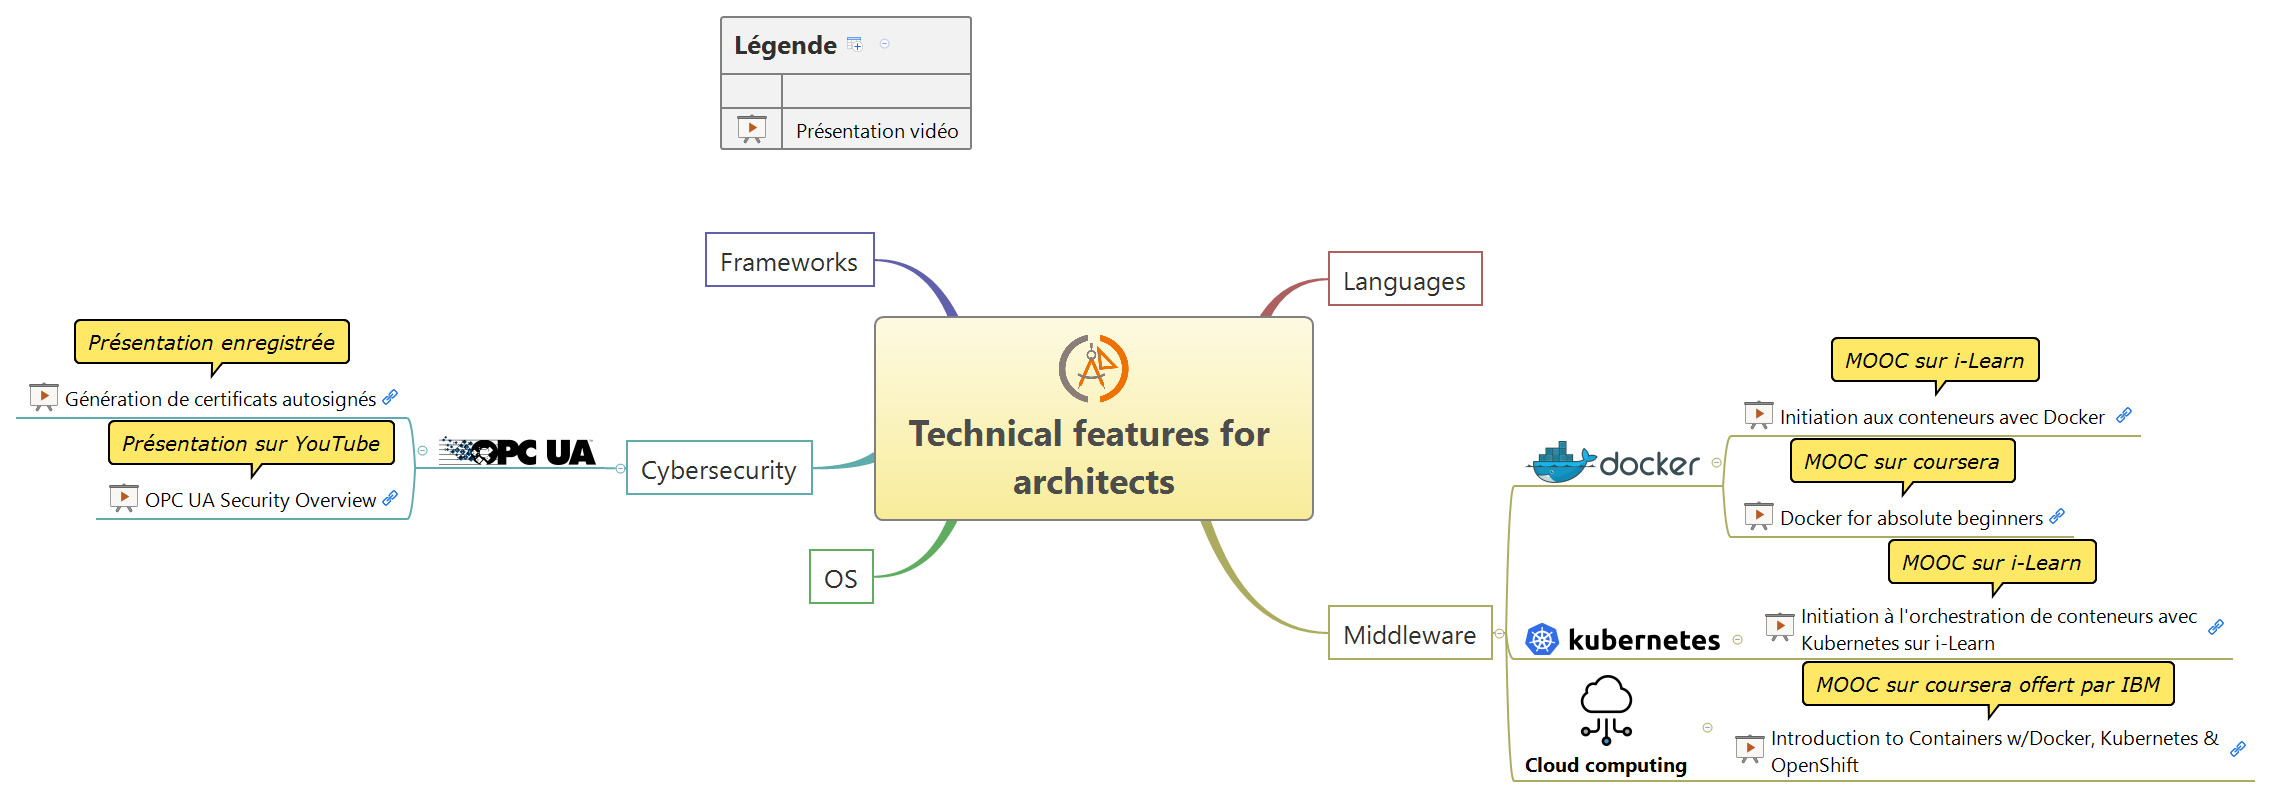 Légende
Présentation vidéo
Frameworks
Languages
Technical features for
architects
Présentation enregistrée
Génération de certificats autosignés
Présentation sur YouTube
OPC UA Security Overview
OPC UA
Cybersecurity
OS
Middleware
docker
MOOC sur i-Learn
Initiation aux conteneurs avec Docker
MOOC sur coursera
Docker for absolute beginners
kubernetes
MOOC sur i-Learn
Initiation à l'orchestration de conteneurs avec
Kubernetes sur i-Learn
Cloud computing
MOOC sur coursera offert par IBM
Introduction to Containers w/Docker, Kubernetes &
OpenShift